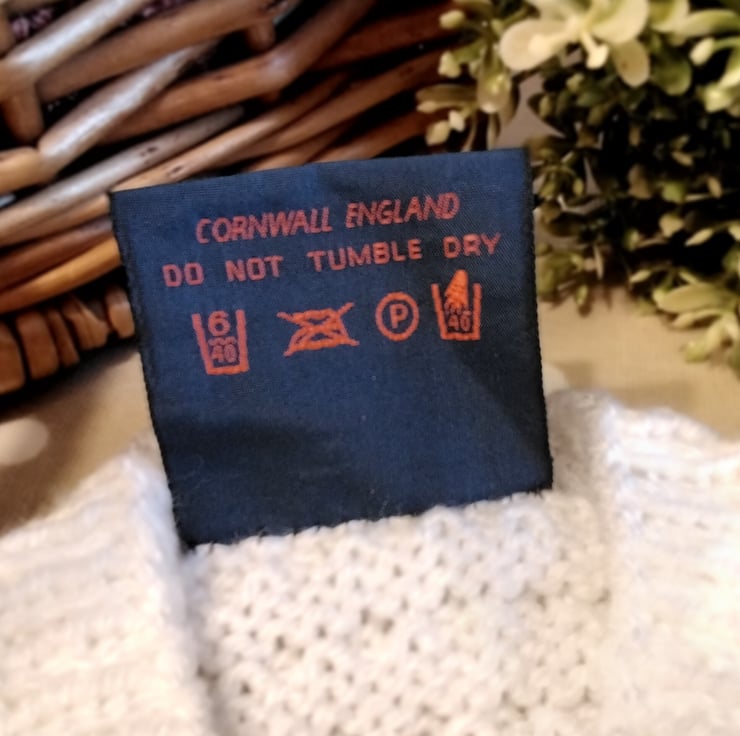 CORNWALL ENGLAND
DO NOT TUMBLE DRY
6 40 P 40